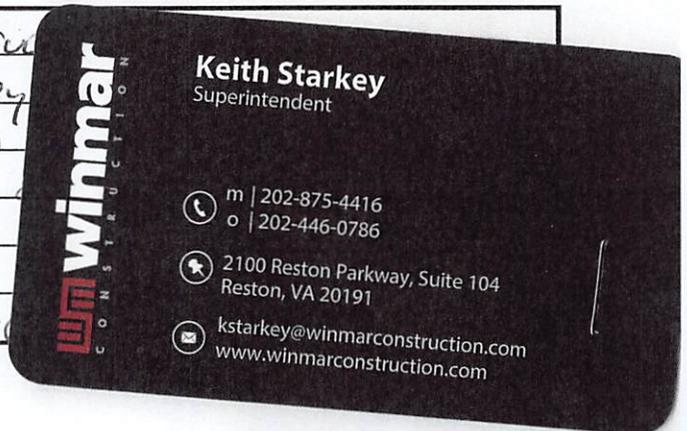 winmar
CONSTRUCTION
Keith Starkey
Superintendent
m | 202-875-4416
o | 202-446-0786
2100 Reston Parkway, Suite 104
Reston, VA 20191
kstarkey@winmarconstruction.com
www.winmarconstruction.com